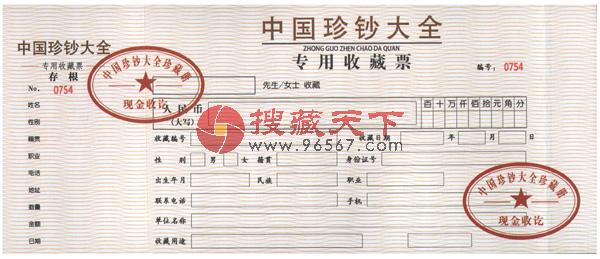 中国珍钞大全
专用收藏票
存根
No. 0754
姓名
性别
籍贯
职业
电话
地址
数量
金额
日期
中国珍钞大全珍藏册
现金收讫
中国珍钞大全
ZHONG GUO ZHEN CHAO DA QUAN
专用收藏票
编号: 0754
先生/女士 收藏
人民币
(大写)
百 十 万 仟 佰 拾 元 角 分
收藏编号 收藏日期 年 月 日
性 别 男 女 籍贯 身份证号
出生年月 民族 职业
联系电话 手机
单位名称
收藏用途
中国珍钞大全珍藏册
现金收讫
搜藏天下
www.96567.com